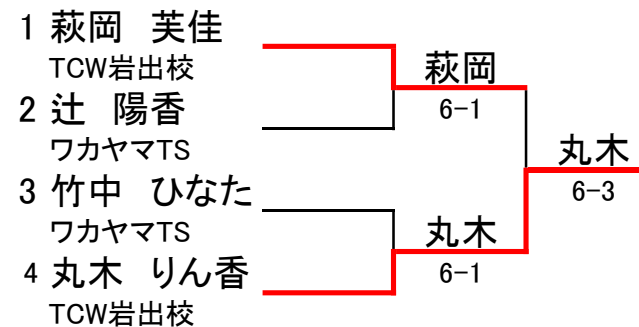 1 萩岡　芙佳
TCW岩出校
2 辻　陽香
ワカヤマTS
3 竹中　ひなた
ワカヤマTS
4 丸木　りん香
TCW岩出校
萩岡
6-1
丸木
6-1
丸木
6-3